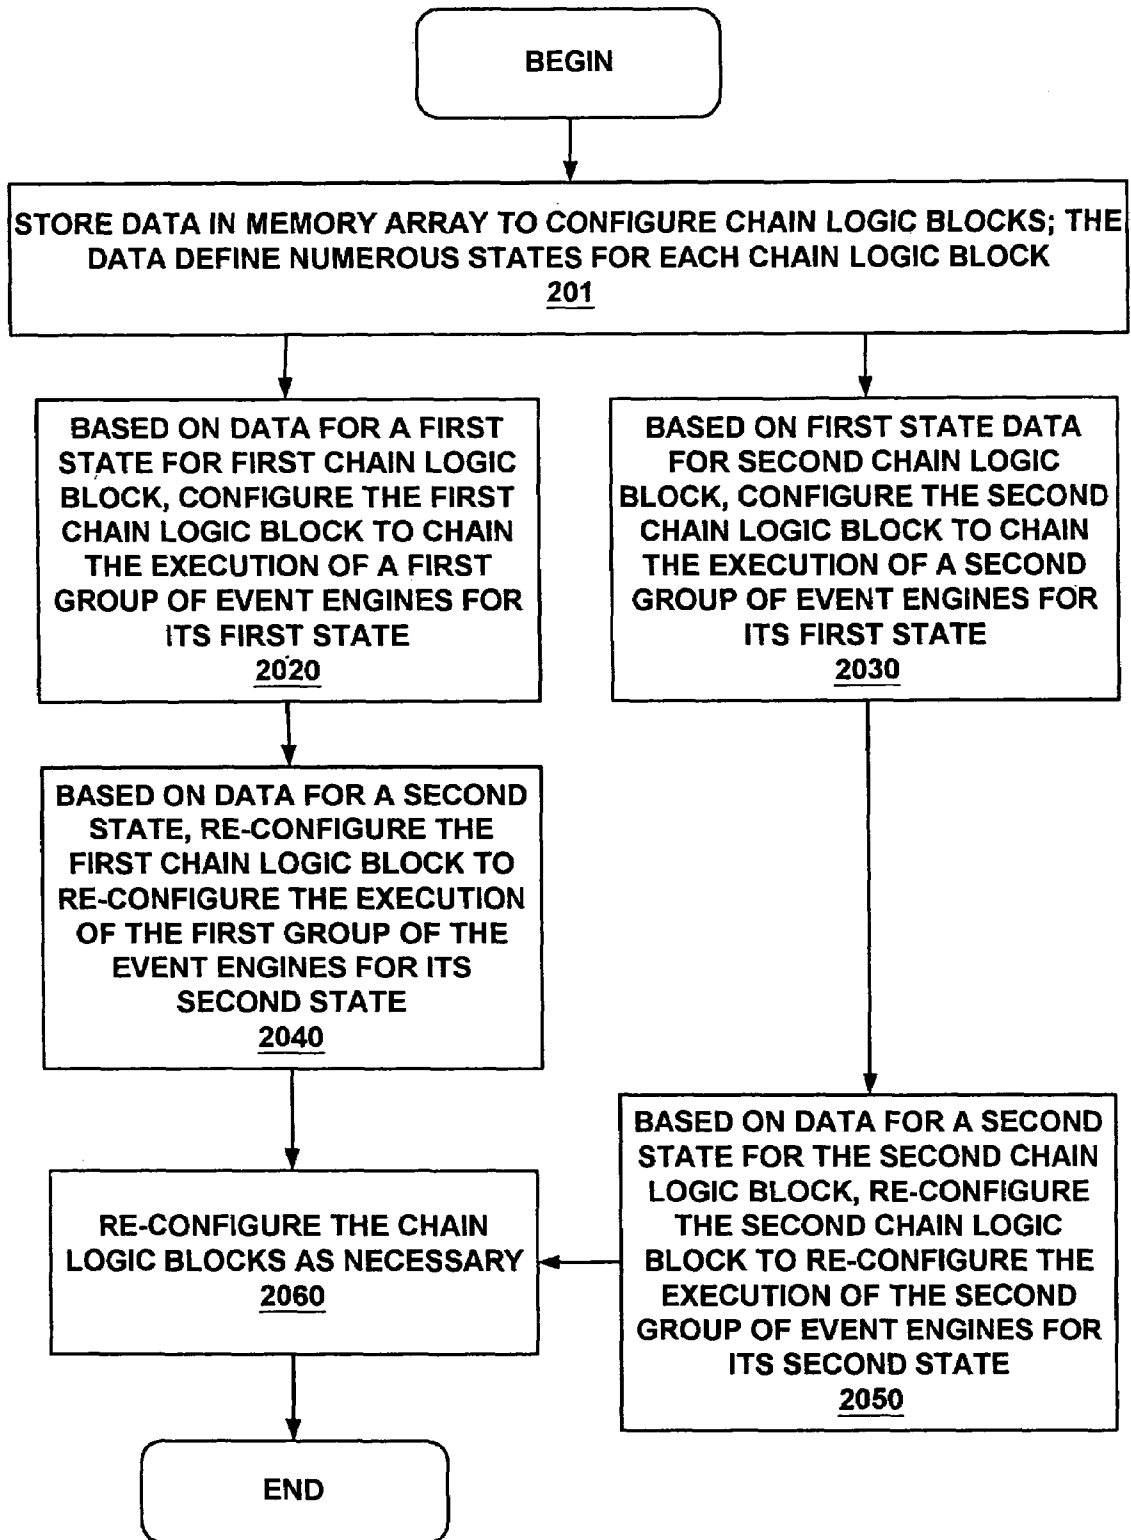 BEGIN
STORE DATA IN MEMORY ARRAY TO CONFIGURE CHAIN LOGIC BLOCKS; THE
DATA DEFINE NUMEROUS STATES FOR EACH CHAIN LOGIC BLOCK
201
BASED ON DATA FOR A FIRST
STATE FOR FIRST CHAIN LOGIC
BLOCK, CONFIGURE THE FIRST
CHAIN LOGIC BLOCK TO CHAIN
THE EXECUTION OF A FIRST
GROUP OF EVENT ENGINES FOR
ITS FIRST STATE
2020
BASED ON FIRST STATE DATA
FOR SECOND CHAIN LOGIC
BLOCK, CONFIGURE THE SECOND
CHAIN LOGIC BLOCK TO CHAIN
THE EXECUTION OF A SECOND
GROUP OF EVENT ENGINES FOR
ITS FIRST STATE
2030
BASED ON DATA FOR A SECOND
STATE, RE-CONFIGURE THE
FIRST CHAIN LOGIC BLOCK TO
RE-CONFIGURE THE EXECUTION
OF THE FIRST GROUP OF THE
EVENT ENGINES FOR ITS
SECOND STATE
2040
BASED ON DATA FOR A SECOND
STATE FOR THE SECOND CHAIN
LOGIC BLOCK, RE-CONFIGURE
THE SECOND CHAIN LOGIC
BLOCK TO RE-CONFIGURE THE
EXECUTION OF THE SECOND
GROUP OF EVENT ENGINES FOR
ITS SECOND STATE
2050
RE-CONFIGURE THE CHAIN
LOGIC BLOCKS AS NECESSARY
2060
END